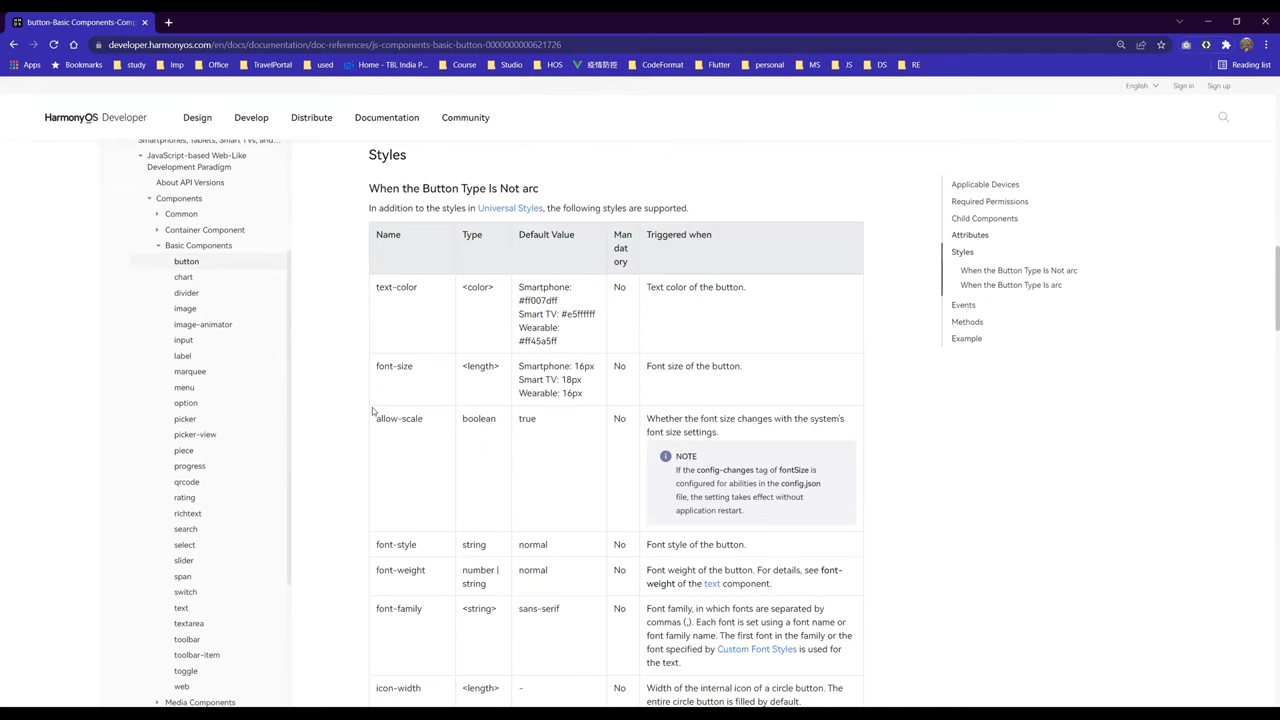 button-Basic Components-Com
developer.harmonyos.com/en/docs/documentation/doc-references/js-components-basic-button-0000000000621726
Apps Bookmarks study Imp Office TravelPortal used Home - TBL India P... Course Studio HOS 疫情防控 CodeFormat Flutter personal MS JS DS RE Reading list
English Sign in Sign up
HarmonyOS Developer Design Develop Distribute Documentation Community
Smartphones, Tablets, Smart TVs, and...
JavaScript-based Web-Like
Development Paradigm
About API Versions
Components
Common
Container Component
Basic Components
button
chart
divider
image
image-animator
input
label
marquee
menu
option
picker
picker-view
piece
progress
qrcode
rating
richtext
search
select
slider
span
switch
text
textarea
toolbar
toolbar-item
toggle
web
Media Components
Styles
When the Button Type Is Not arc
In addition to the styles in Universal Styles, the following styles are supported.
Name Type Default Value Man
dat
ory Triggered when
text-color <color> Smartphone:
#ff007dff
Smart TV: #e5ffffff
Wearable:
#ff45a5ff No Text color of the button.
font-size <length> Smartphone: 16px
Smart TV: 18px
Wearable: 16px No Font size of the button.
allow-scale boolean true No Whether the font size changes with the system's
font size settings.
NOTE
If the config-changes tag of fontSize is
configured for abilities in the config.json
file, the setting takes effect without
application restart.
font-style string normal No Font style of the button.
font-weight number |
string normal No Font weight of the button. For details, see font-
weight of the text component.
font-family <string> sans-serif No Font family, in which fonts are separated by
commas (,). Each font is set using a font name or
font family name. The first font in the family or the
font specified by Custom Font Styles is used for
the text.
icon-width <length> - No Width of the internal icon of a circle button. The
entire circle button is filled by default.
Applicable Devices
Required Permissions
Child Components
Attributes
Styles
When the Button Type Is Not arc
When the Button Type Is arc
Events
Methods
Example